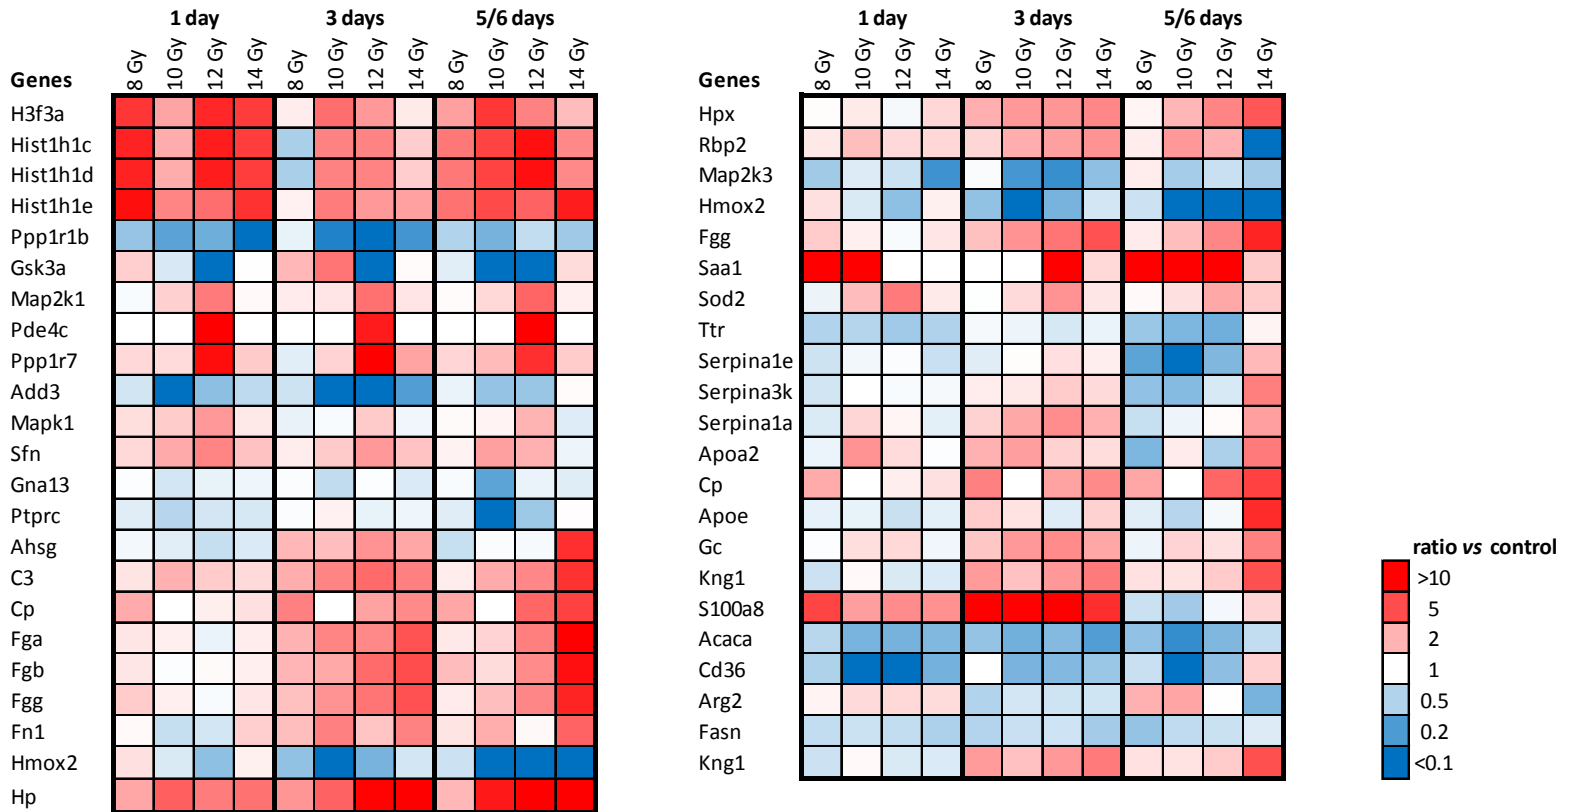 1 day 3 days 5/6 days
Genes 8 Gy 10 Gy 12 Gy 14 Gy 8 Gy 10 Gy 12 Gy 14 Gy 8 Gy 10 Gy 12 Gy 14 Gy
H3f3a
Hist1h1c
Hist1h1d
Hist1h1e
Ppp1r1b
Gsk3a
Map2k1
Pde4c
Ppp1r7
Add3
Mapk1
Sfn
Gna13
Ptprc
Ahsg
C3
Cp
Fga
Fgb
Fgg
Fn1
Hmox2
Hp
1 day 3 days 5/6 days
Genes 8 Gy 10 Gy 12 Gy 14 Gy 8 Gy 10 Gy 12 Gy 14 Gy 8 Gy 10 Gy 12 Gy 14 Gy
Hpx
Rbp2
Map2k3
Hmox2
Fgg
Saa1
Sod2
Ttr
Serpina1e
Serpina3k
Serpina1a
Apoa2
Cp
Apoe
Gc
Kng1
S100a8
Acaca
Cd36
Arg2
Fasn
Kng1
ratio vs control
>10
5
2
1
0.5
0.2
<0.1